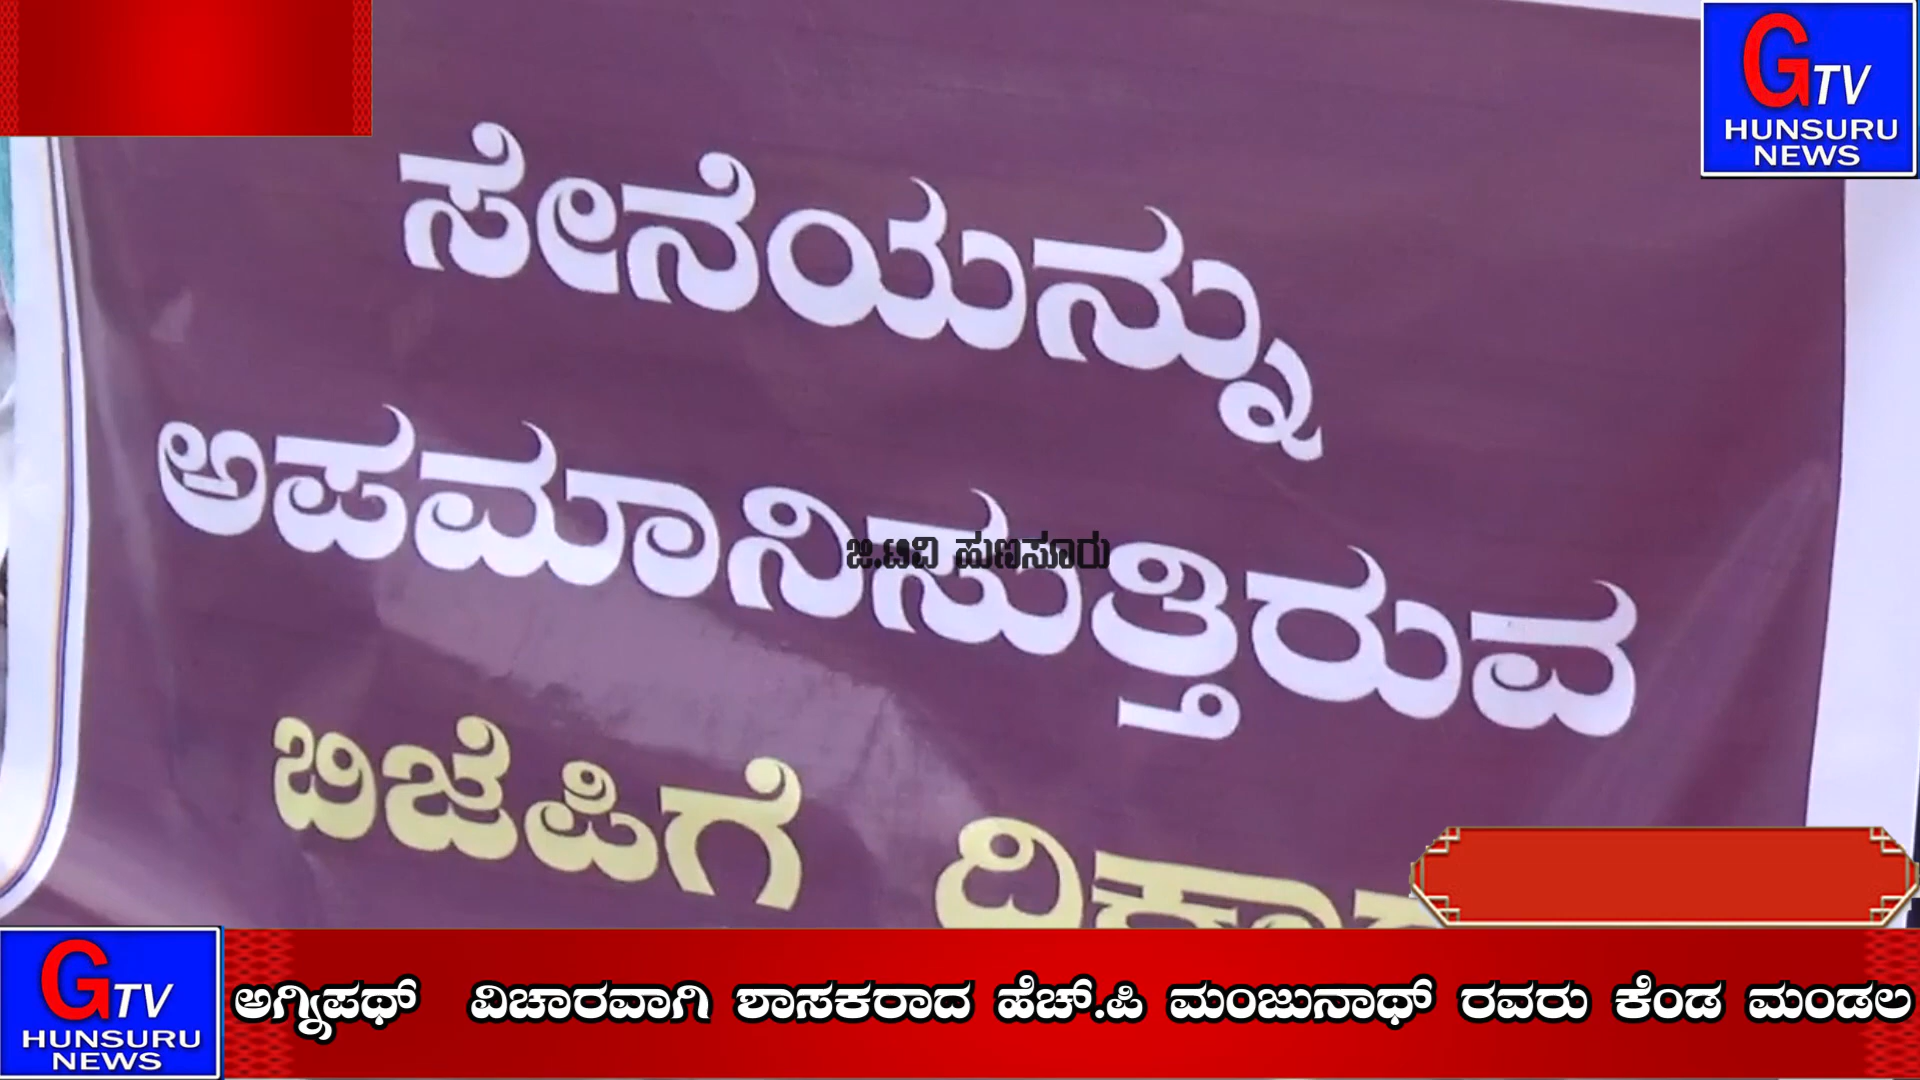 GTV
HUNSURU
NEWS
ಸೇನೆಯನ್ನು
ಅಪಮಾನಿಸುತ್ತಿರುವ
ಜಿ.ಟಿವಿ ಹುಣಸೂರು
ಬಿಜೆಪಿಗೆ
GTV
HUNSURU
NEWS
ಅಗ್ನಿಪಥ್ ವಿಚಾರವಾಗಿ ಶಾಸಕರಾದ ಹೆಚ್.ಪಿ ಮಂಜುನಾಥ್ ರವರು ಕೆಂಡ ಮಂಡಲ